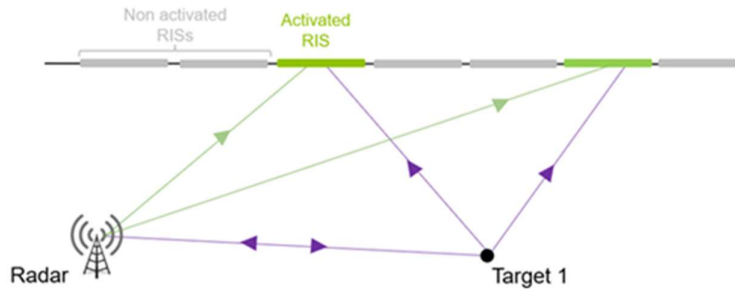 Non activated
RISs
Activated
RIS
Radar
Target 1